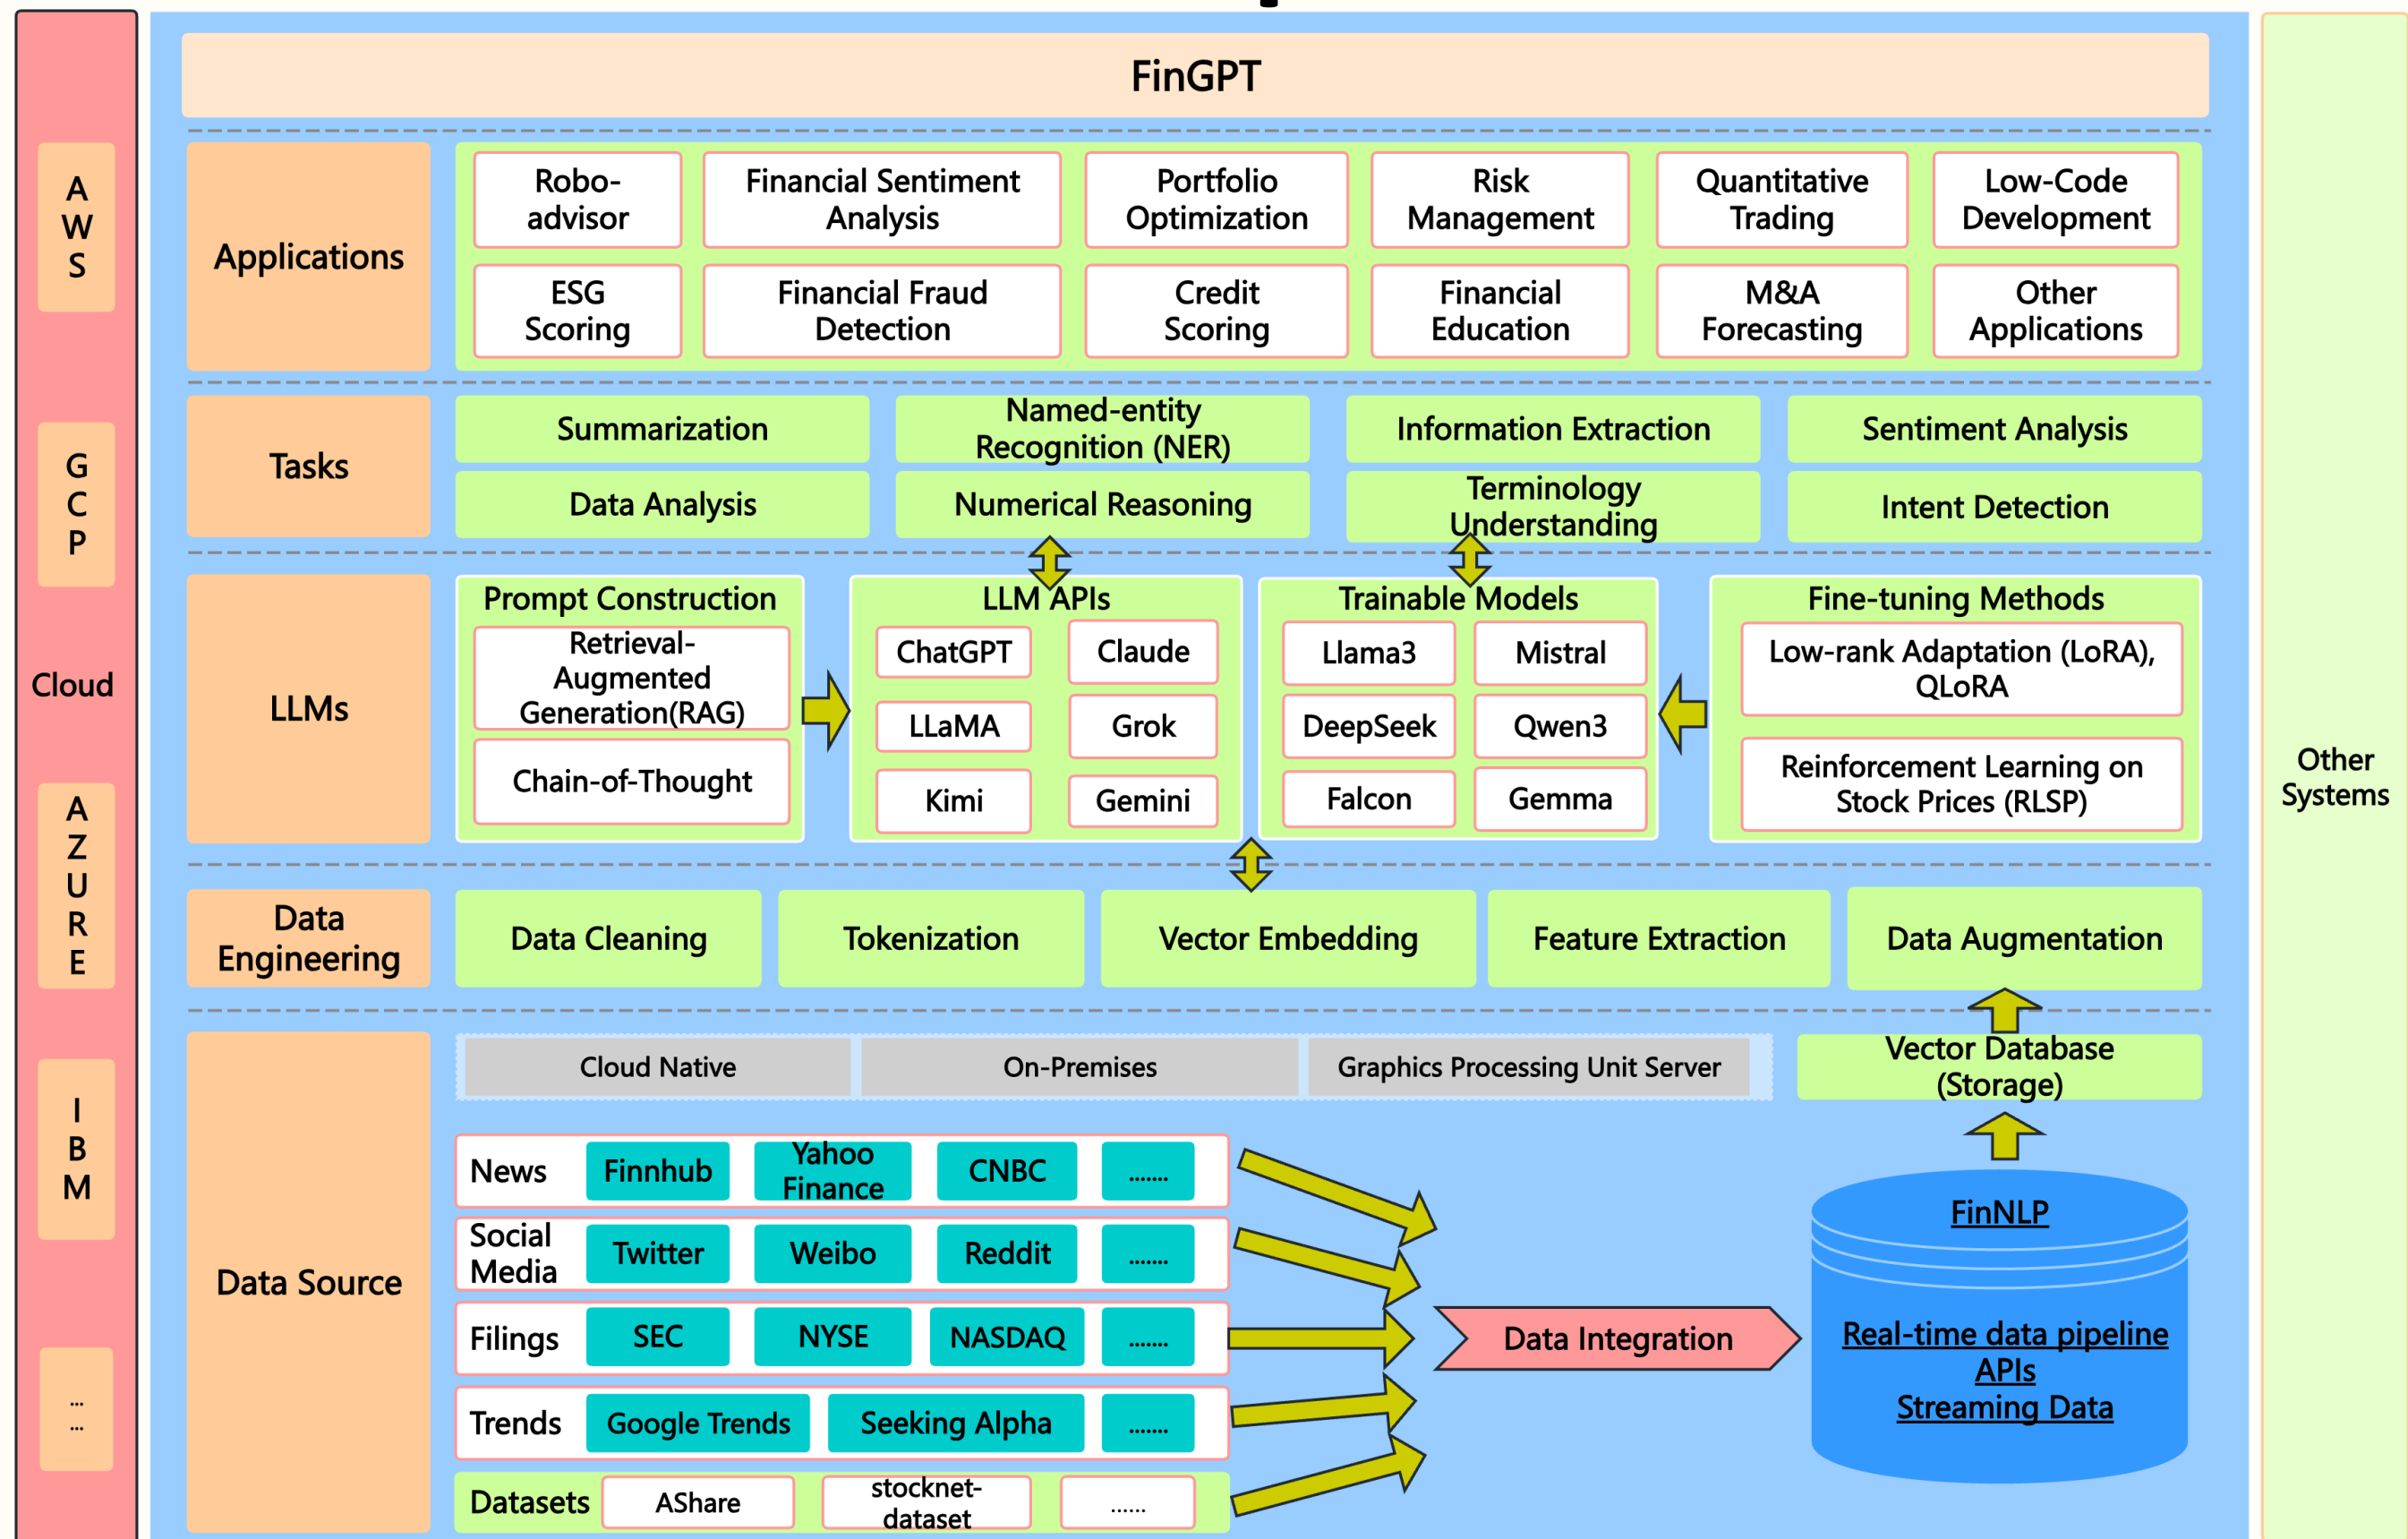 FinGPT
A
W
S
G
C
P
Cloud
A
Z
U
R
E
I
B
M
...
...
Applications
Robo-
advisor
Financial Sentiment
Analysis
Portfolio
Optimization
Risk
Management
Quantitative
Trading
Low-Code
Development
ESG
Scoring
Financial Fraud
Detection
Credit
Scoring
Financial
Education
M&A
Forecasting
Other
Applications
Tasks
Summarization
Named-entity
Recognition (NER)
Information Extraction
Sentiment Analysis
Data Analysis
Numerical Reasoning
Terminology
Understanding
Intent Detection
LLMs
Prompt Construction
Retrieval-
Augmented
Generation(RAG)
Chain-of-Thought
LLM APIs
ChatGPT
Claude
LLaMA
Grok
Kimi
Gemini
Trainable Models
Llama3
Mistral
DeepSeek
Qwen3
Falcon
Gemma
Fine-tuning Methods
Low-rank Adaptation (LoRA),
QLoRA
Reinforcement Learning on
Stock Prices (RLSP)
Data
Engineering
Data Cleaning
Tokenization
Vector Embedding
Feature Extraction
Data Augmentation
Data Source
Cloud Native
On-Premises
Graphics Processing Unit Server
Vector Database
(Storage)
News
Finnhub
Yahoo
Finance
CNBC
.......
Social
Media
Twitter
Weibo
Reddit
.......
Filings
SEC
NYSE
NASDAQ
.......
Trends
Google Trends
Seeking Alpha
.......
Datasets
AShare
stocknet-
dataset
......
Data Integration
FinNLP
Real-time data pipeline
APIs
Streaming Data
Other
Systems